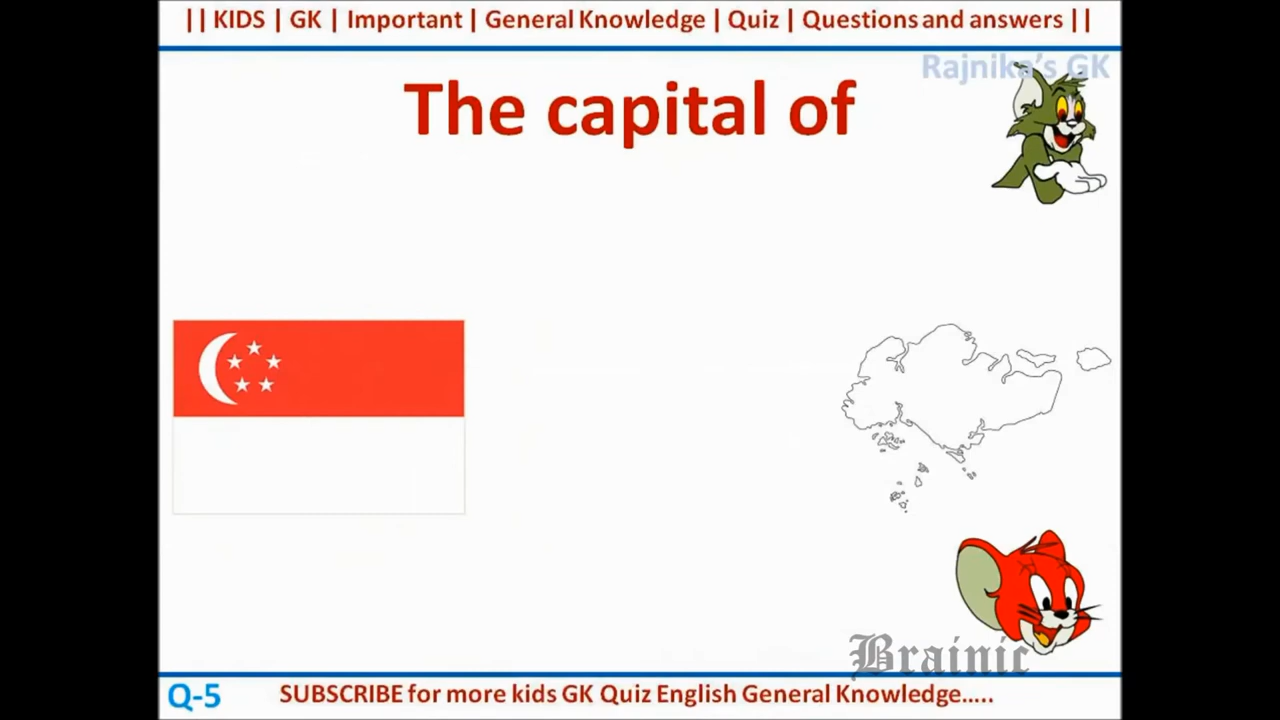 || KIDS | GK | Important | General Knowledge | Quiz | Questions and answers ||
Rajnika's GK
The capital of
Brainic
Q-5 SUBSCRIBE for more kids GK Quiz English General Knowledge.....